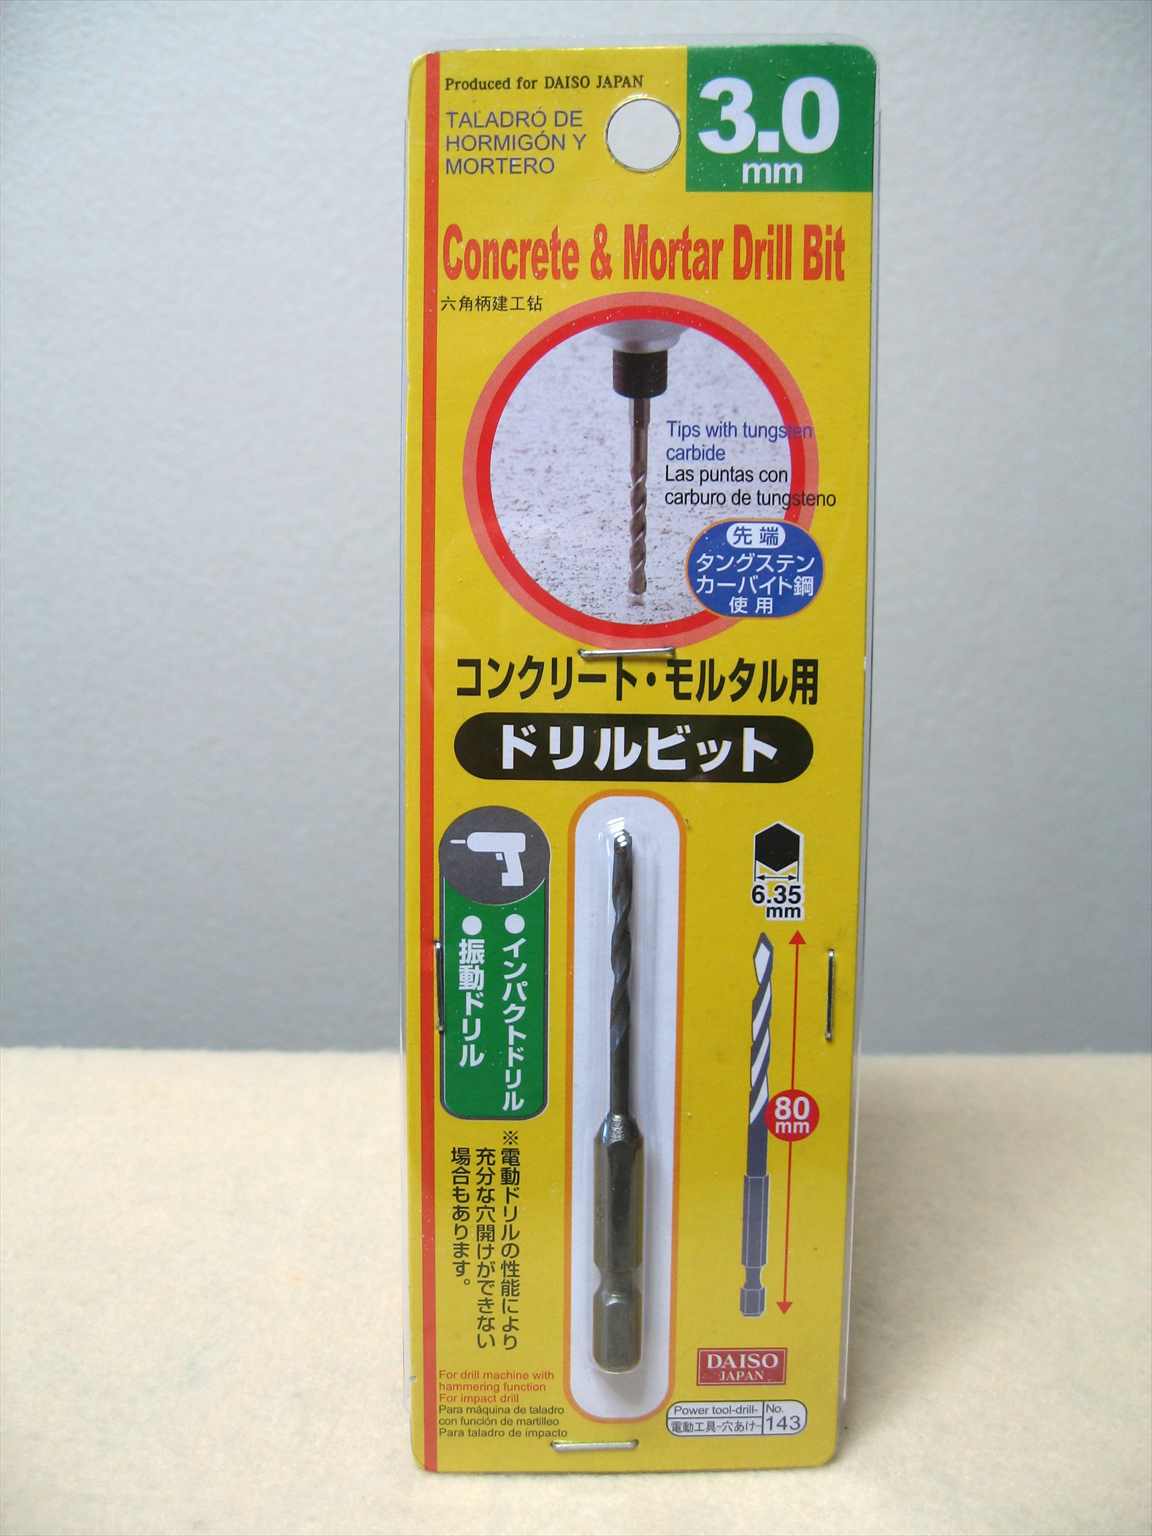 Produced for DAISO JAPAN
TALADRÓ DE
HORMIGÓN Y
MORTERO
3.0
mm
Concrete & Mortar Drill Bit
六角柄建工钻
Tips with tungsten
carbide
Las puntas con
carburo de tungsteno
先端
タングステン
カーバイト鋼
使用
コンクリート・モルタル用
ドリルビット
6.35
mm
●インパクトドリル
●振動ドリル
80
mm
※電動ドリルの性能により
充分な穴開けができない
場合もあります。
For drill machine with
hammering function
For impact drill
Para máquina de taladro
con función de martilleo
Para taladro de impacto
DAISO
JAPAN
Power tool-drill-
電動工具-穴あけ-
No.
143